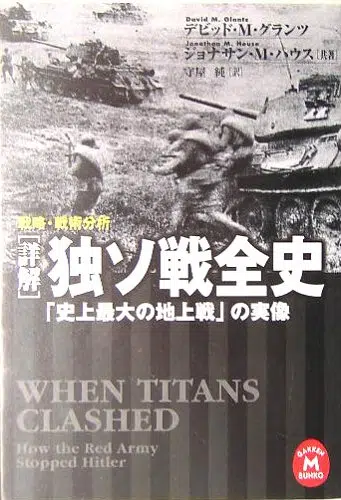 David M. Glantz
デビッド・M・グランツ
Jonathan M. House
ジョナサン・M・ハウス[共著]
守屋 純[訳]
戦略・戦術分析
[詳解]独ソ戦全史
「史上最大の地上戦」の実像
WHEN TITANS
CLASHED
How the Red Army
Stopped Hitler
GAKKEN
M
BUNKO